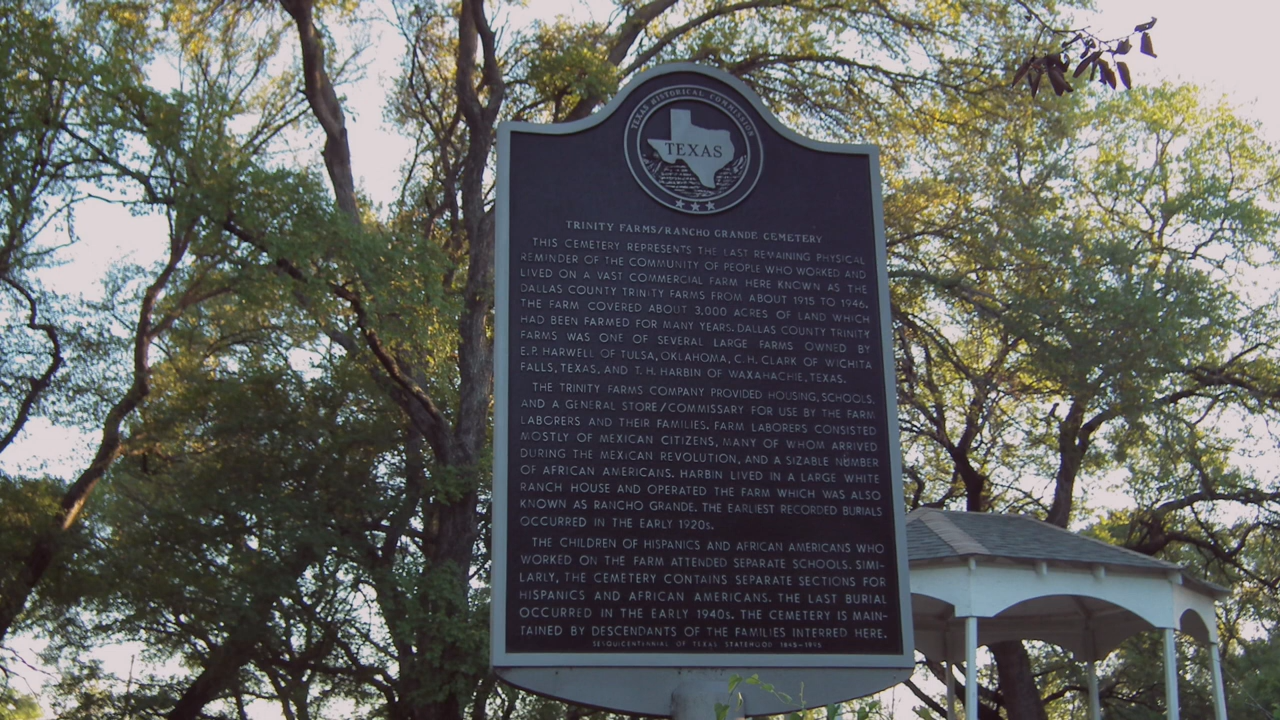 TEXAS HISTORICAL COMMISSION
TEXAS
TRINITY FARMS/RANCHO GRANDE CEMETERY
THIS CEMETERY REPRESENTS THE LAST REMAINING PHYSICAL
REMINDER OF THE COMMUNITY OF PEOPLE WHO WORKED AND
LIVED ON A VAST COMMERCIAL FARM HERE KNOWN AS THE
DALLAS COUNTY TRINITY FARMS FROM ABOUT 1915 TO 1946.
THE FARM COVERED ABOUT 3,000 ACRES OF LAND WHICH
HAD BEEN FARMED FOR MANY YEARS. DALLAS COUNTY TRINITY
FARMS WAS ONE OF SEVERAL LARGE FARMS OWNED BY
E.P. HARWELL OF TULSA, OKLAHOMA, C.H. CLARK OF WICHITA
FALLS, TEXAS, AND T.H. HARBIN OF WAXAHACHIE, TEXAS.
THE TRINITY FARMS COMPANY PROVIDED HOUSING, SCHOOLS,
AND A GENERAL STORE/COMMISSARY FOR USE BY THE FARM
LABORERS AND THEIR FAMILIES. FARM LABORERS CONSISTED
MOSTLY OF MEXICAN CITIZENS, MANY OF WHOM ARRIVED
DURING THE MEXICAN REVOLUTION, AND A SIZABLE NUMBER
OF AFRICAN AMERICANS. HARBIN LIVED IN A LARGE WHITE
RANCH HOUSE AND OPERATED THE FARM WHICH WAS ALSO
KNOWN AS RANCHO GRANDE. THE EARLIEST RECORDED BURIALS
OCCURRED IN THE EARLY 1920s.
THE CHILDREN OF HISPANICS AND AFRICAN AMERICANS WHO
WORKED ON THE FARM ATTENDED SEPARATE SCHOOLS. SIMI-
LARLY, THE CEMETERY CONTAINS SEPARATE SECTIONS FOR
HISPANICS AND AFRICAN AMERICANS. THE LAST BURIAL
OCCURRED IN THE EARLY 1940s. THE CEMETERY IS MAIN-
TAINED BY DESCENDANTS OF THE FAMILIES INTERRED HERE.
SESQUICENTENNIAL OF TEXAS STATEHOOD 1845-1995